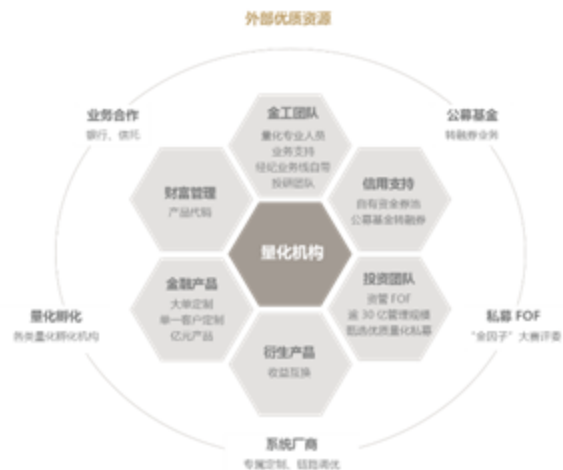 外部优质资源
业务合作
银行、信托
公募基金
转融券业务
金工团队
量化专业人员
业务支持
经纪业务线自带
投研团队
财富管理
产品代码
信用支持
自有资金券池
公募基金转融券
量化机构
金融产品
大单定制
单一客户定制
亿元产品
投资团队
资管 FOF
逾 30 亿管理规模
甄选优质量化私募
衍生产品
收益互换
量化孵化
各类量化孵化机构
私募 FOF
“金因子”大赛评委
系统厂商
专属定制、链路调优